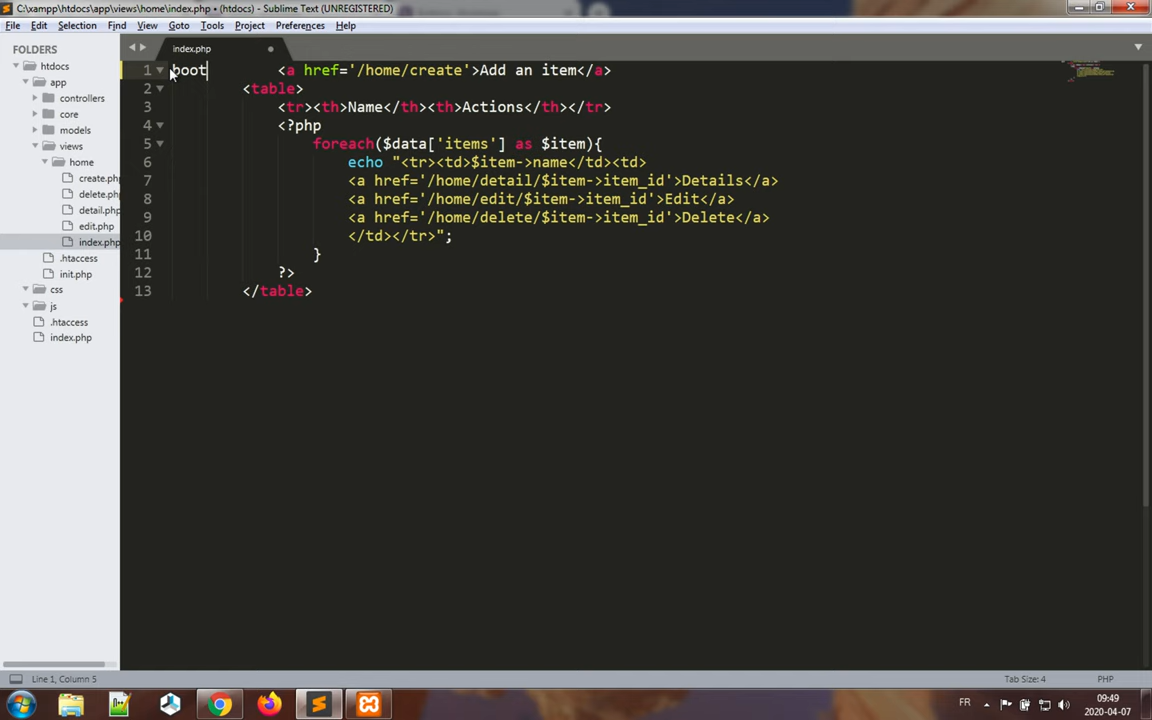 C:\xampp\htdocs\app\views\home\index.php • (htdocs) - Sublime Text (UNREGISTERED)
File Edit Selection Find View Goto Tools Project Preferences Help
FOLDERS
htdocs
app
controllers
core
models
views
home
create.php
delete.php
detail.php
edit.php
index.php
.htaccess
init.php
css
js
.htaccess
index.php
index.php
1 boot <a href='/home/create'>Add an item</a>
2 <table>
3 <tr><th>Name</th><th>Actions</th></tr>
4 <?php
5 foreach($data['items'] as $item){
6 echo "<tr><td>$item->name</td><td>
7 <a href='/home/detail/$item->item_id'>Details</a>
8 <a href='/home/edit/$item->item_id'>Edit</a>
9 <a href='/home/delete/$item->item_id'>Delete</a>
10 </td></tr>";
11 }
12 ?>
13 </table>
Line 1, Column 5
Tab Size: 4
PHP
FR
09:49
2020-04-07